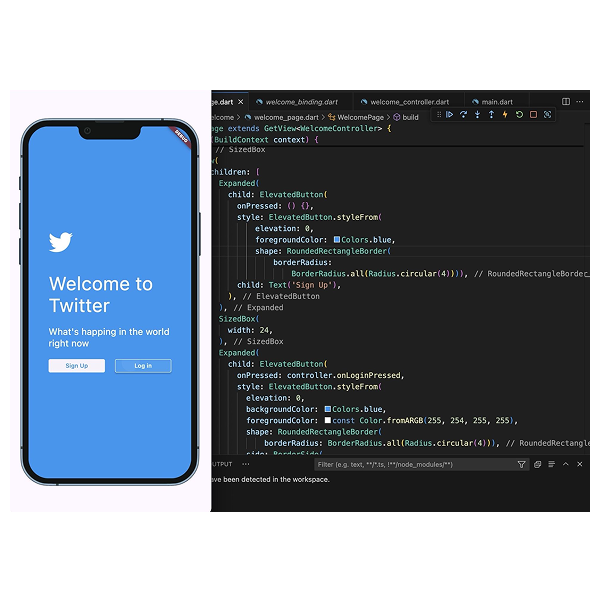 DEBUG
Welcome to
Twitter
What's happing in the world
right now
Sign Up
Log in
ge.dart
welcome_binding.dart
welcome_controller.dart
main.dart
elcome > welcome_page.dart > WelcomePage > build
age extends GetView<WelcomeController> {
(BuildContext context) {
// SizedBox
w(
children: [
Expanded(
child: ElevatedButton(
onPressed: () {},
style: ElevatedButton.styleFrom(
elevation: 0,
foregroundColor: Colors.blue,
shape: RoundedRectangleBorder(
borderRadius:
BorderRadius.all(Radius.circular(4)))), // RoundedRectangleBorder
child: Text('Sign Up'),
), // ElevatedButton
), // Expanded
SizedBox(
width: 24,
), // SizedBox
Expanded(
child: ElevatedButton(
onPressed: controller.onLoginPressed,
style: ElevatedButton.styleFrom(
elevation: 0,
backgroundColor: Colors.blue,
foregroundColor: const Color.fromARGB(255, 254, 255, 255),
shape: RoundedRectangleBorder(
borderRadius: BorderRadius.all(Radius.circular(4))), // RoundedRectangle
side: BorderSide(
UTPUT
Filter (e.g. text, **/*.ts, !**/node_modules/**)
ave been detected in the workspace.